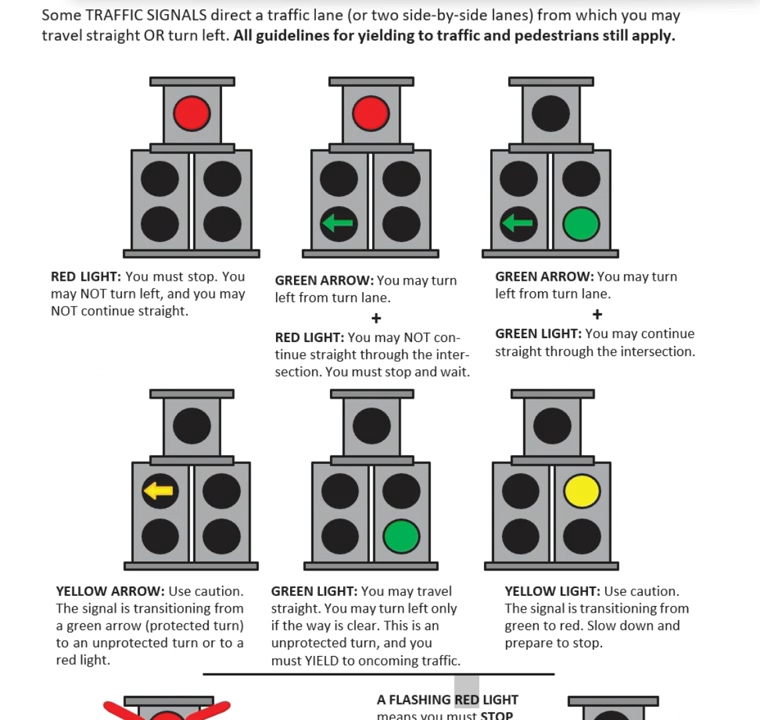 Some TRAFFIC SIGNALS direct a traffic lane (or two side-by-side lanes) from which you may
travel straight OR turn left. All guidelines for yielding to traffic and pedestrians still apply.
RED LIGHT: You must stop. You
may NOT turn left, and you may
NOT continue straight.
GREEN ARROW: You may turn
left from turn lane.
+
RED LIGHT: You may NOT con-
tinue straight through the inter-
section. You must stop and wait.
GREEN ARROW: You may turn
left from turn lane.
+
GREEN LIGHT: You may continue
straight through the intersection.
YELLOW ARROW: Use caution.
The signal is transitioning from
a green arrow (protected turn)
to an unprotected turn or to a
red light.
GREEN LIGHT: You may travel
straight. You may turn left only
if the way is clear. This is an
unprotected turn, and you
must YIELD to oncoming traffic.
YELLOW LIGHT: Use caution.
The signal is transitioning from
green to red. Slow down and
prepare to stop.
A FLASHING RED LIGHT
means you must STOP